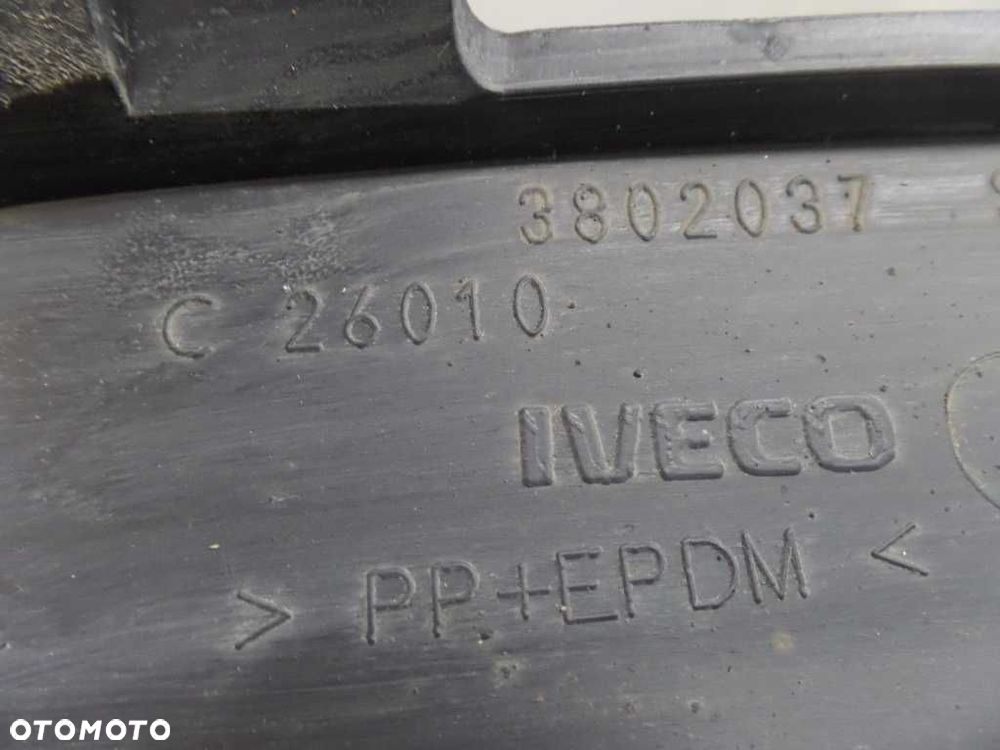 3802037
C 26010
IVECO
> PP+EPDM <
OTOMOTO